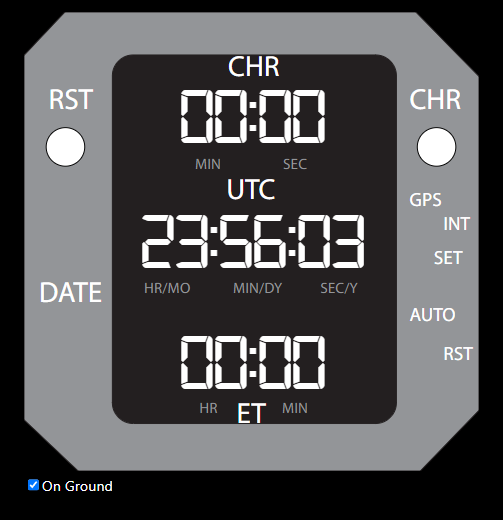 CHR
RST
CHR
00:00
MIN SEC
UTC
GPS
INT
23:56:03
SET
HR/MO MIN/DY SEC/Y
DATE
AUTO
00:00
RST
HR ET MIN
On Ground